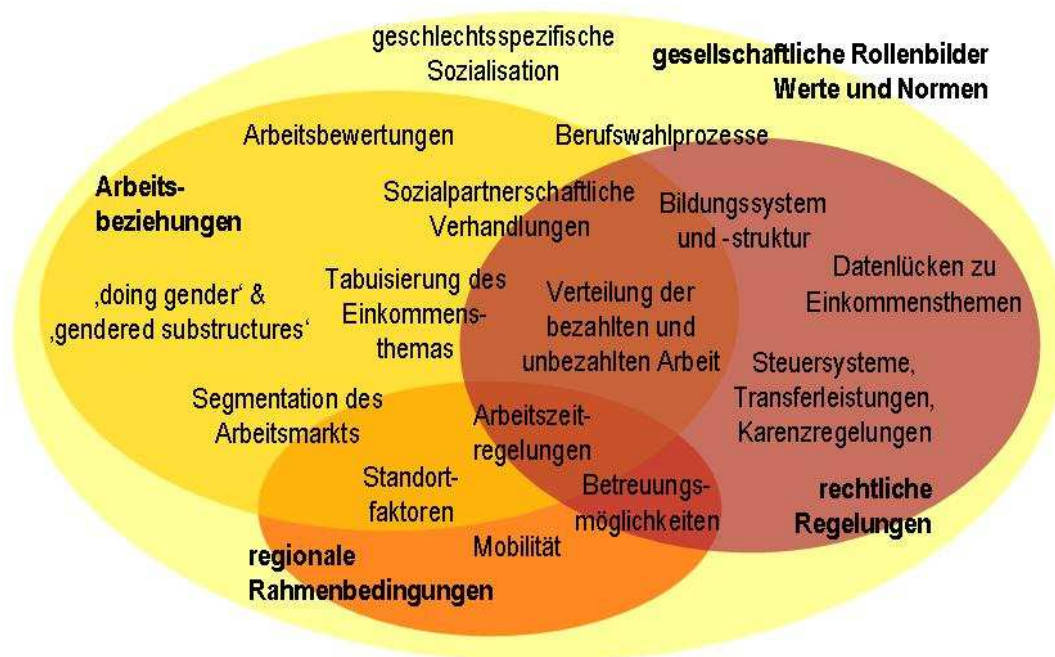 geschlechtsspezifische
Sozialisation
gesellschaftliche Rollenbilder
Werte und Normen
Arbeitsbewertungen
Berufswahlprozesse
Arbeits-
beziehungen
Sozialpartnerschaftliche
Verhandlungen
Bildungssystem
und -struktur
‚doing gender‘ &
‚gendered substructures‘
Tabuisierung des
Einkommens-
themas
Verteilung der
bezahlten und
unbezahlten Arbeit
Datenlücken zu
Einkommensthemen
Steuersysteme,
Transferleistungen,
Karenzregelungen
Segmentation des
Arbeitsmarkts
Arbeitszeit-
regelungen
Standort-
faktoren
Betreuungs-
möglichkeiten
rechtliche
Regelungen
Mobilität
regionale
Rahmenbedingungen